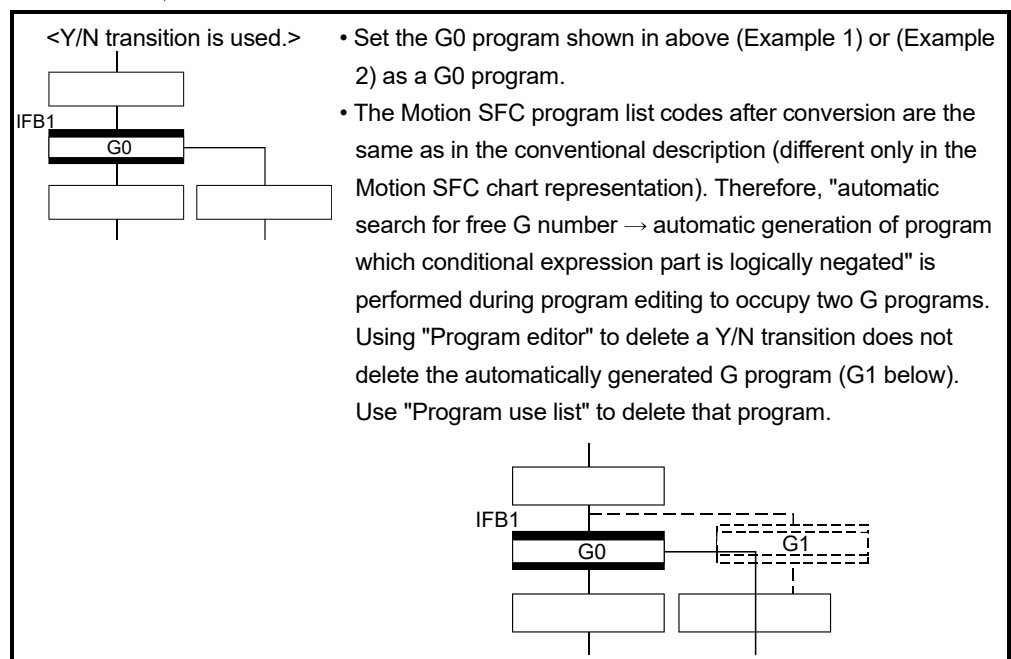 <Y/N transition is used.>
IFB1
G0
• Set the G0 program shown in above (Example 1) or (Example
2) as a G0 program.
• The Motion SFC program list codes after conversion are the
same as in the conventional description (different only in the
Motion SFC chart representation). Therefore, "automatic
search for free G number → automatic generation of program
which conditional expression part is logically negated" is
performed during program editing to occupy two G programs.
Using "Program editor" to delete a Y/N transition does not
delete the automatically generated G program (G1 below).
Use "Program use list" to delete that program.
IFB1
G0
G1